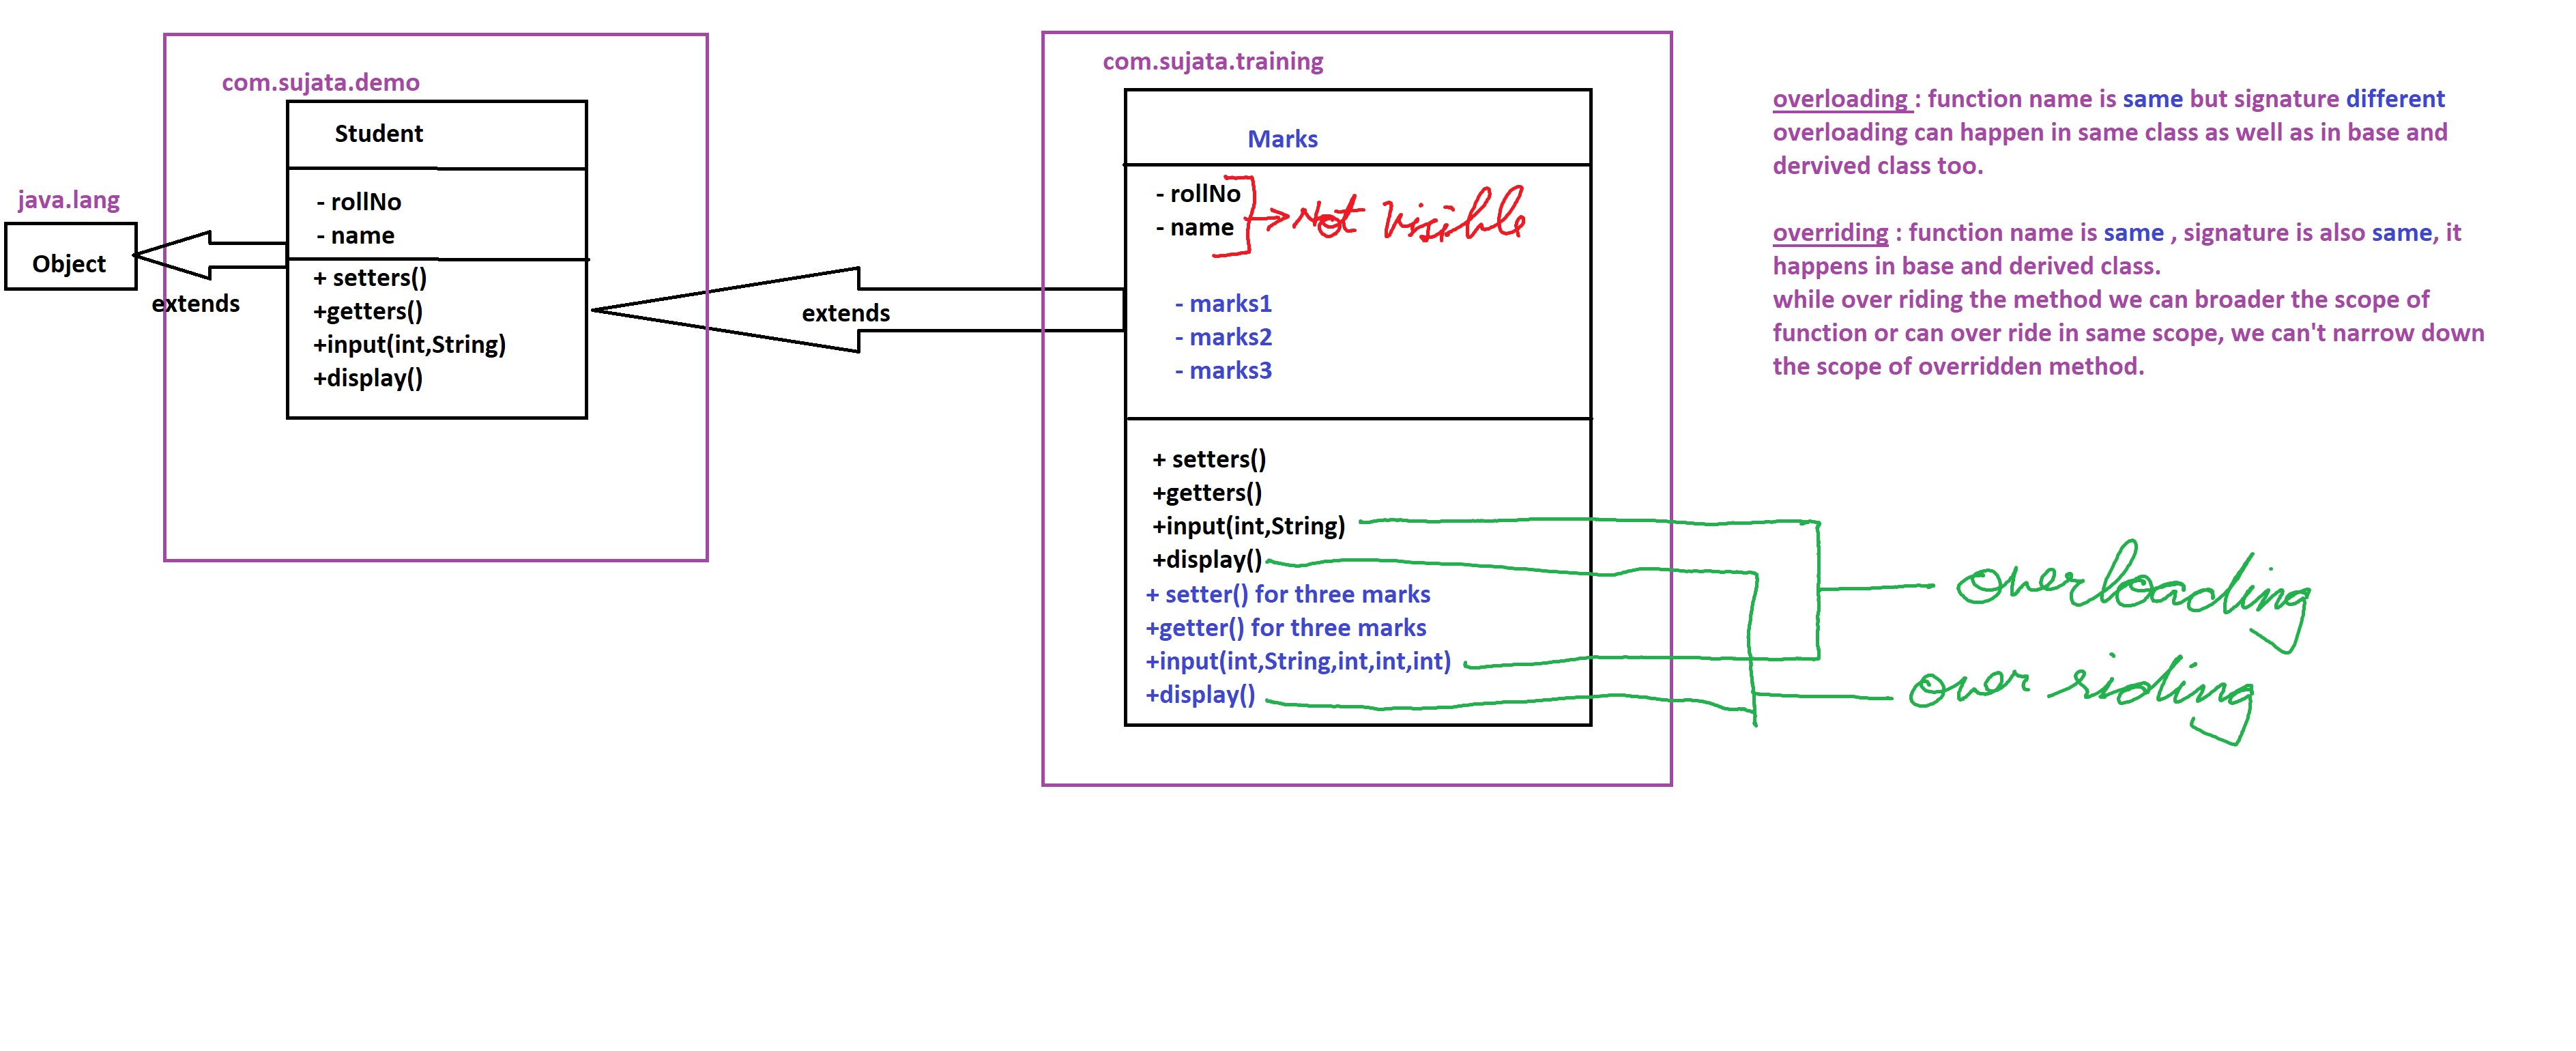 java.lang
Object
extends
com.sujata.demo
Student
- rollNo
- name
+ setters()
+getters()
+input(int,String)
+display()
extends
com.sujata.training
Marks
- rollNo
- name
Not Visible
- marks1
- marks2
- marks3
+ setters()
+getters()
+input(int,String)
+display()
+ setter() for three marks
+getter() for three marks
+input(int,String,int,int,int)
+display()
overloading
over riding
overloading : function name is same but signature different
overloading can happen in same class as well as in base and
dervived class too.
overriding : function name is same , signature is also same, it
happens in base and derived class.
while over riding the method we can broader the scope of
function or can over ride in same scope, we can't narrow down
the scope of overridden method.